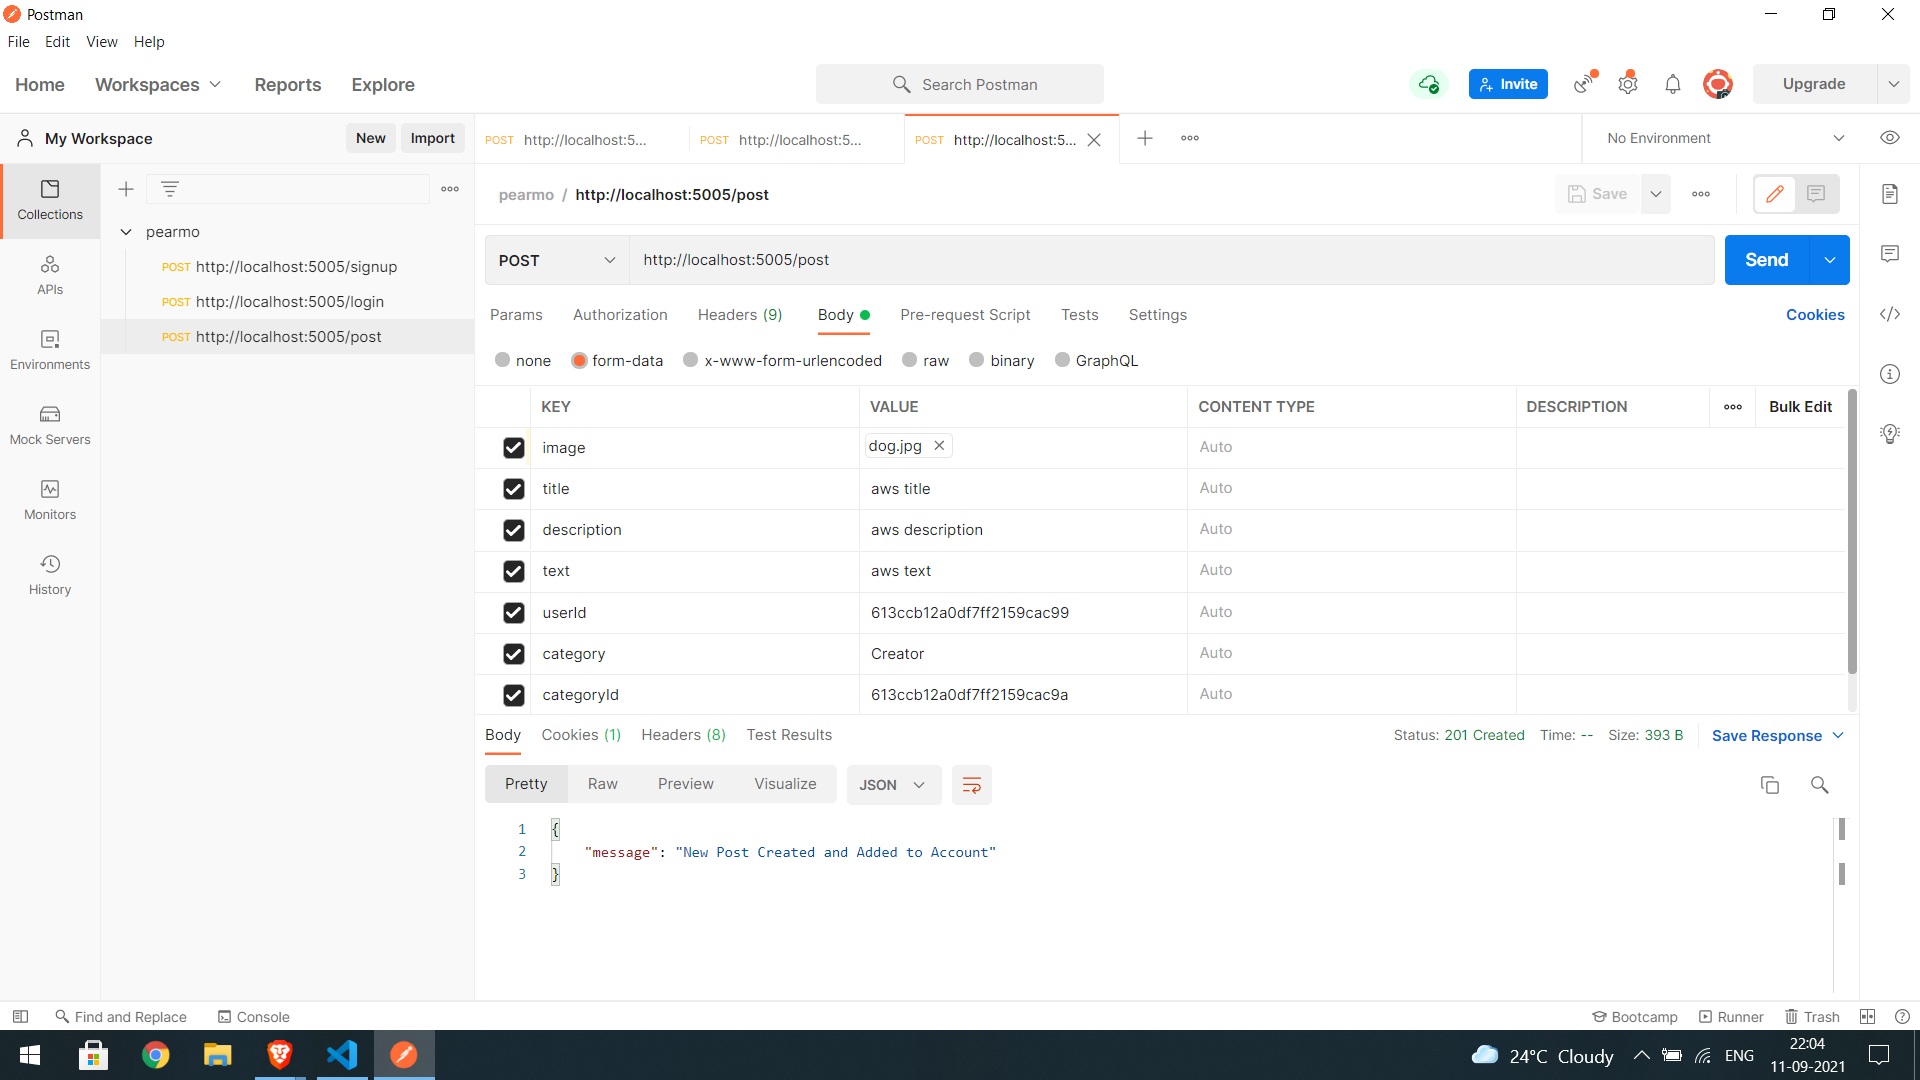 Postman
File Edit View Help
Home Workspaces Reports Explore Search Postman Invite Upgrade
My Workspace New Import POST http://localhost:5... POST http://localhost:5... POST http://localhost:5... No Environment
pearmo / http://localhost:5005/post Save
Collections
pearmo
POST http://localhost:5005/signup
POST http://localhost:5005/login
POST http://localhost:5005/post
APIs
Environments
Mock Servers
Monitors
History
POST http://localhost:5005/post Send
Params Authorization Headers (9) Body Pre-request Script Tests Settings Cookies
none form-data x-www-form-urlencoded raw binary GraphQL
KEY VALUE CONTENT TYPE DESCRIPTION Bulk Edit
image dog.jpg Auto
title aws title Auto
description aws description Auto
text aws text Auto
userId 613ccb12a0df7ff2159cac99 Auto
category Creator Auto
categoryId 613ccb12a0df7ff2159cac9a Auto
Body Cookies (1) Headers (8) Test Results Status: 201 Created Time: -- Size: 393 B Save Response
Pretty Raw Preview Visualize JSON
1 {
2 "message": "New Post Created and Added to Account"
3 }
Find and Replace Console Bootcamp Runner Trash
24°C Cloudy ENG 22:04
11-09-2021